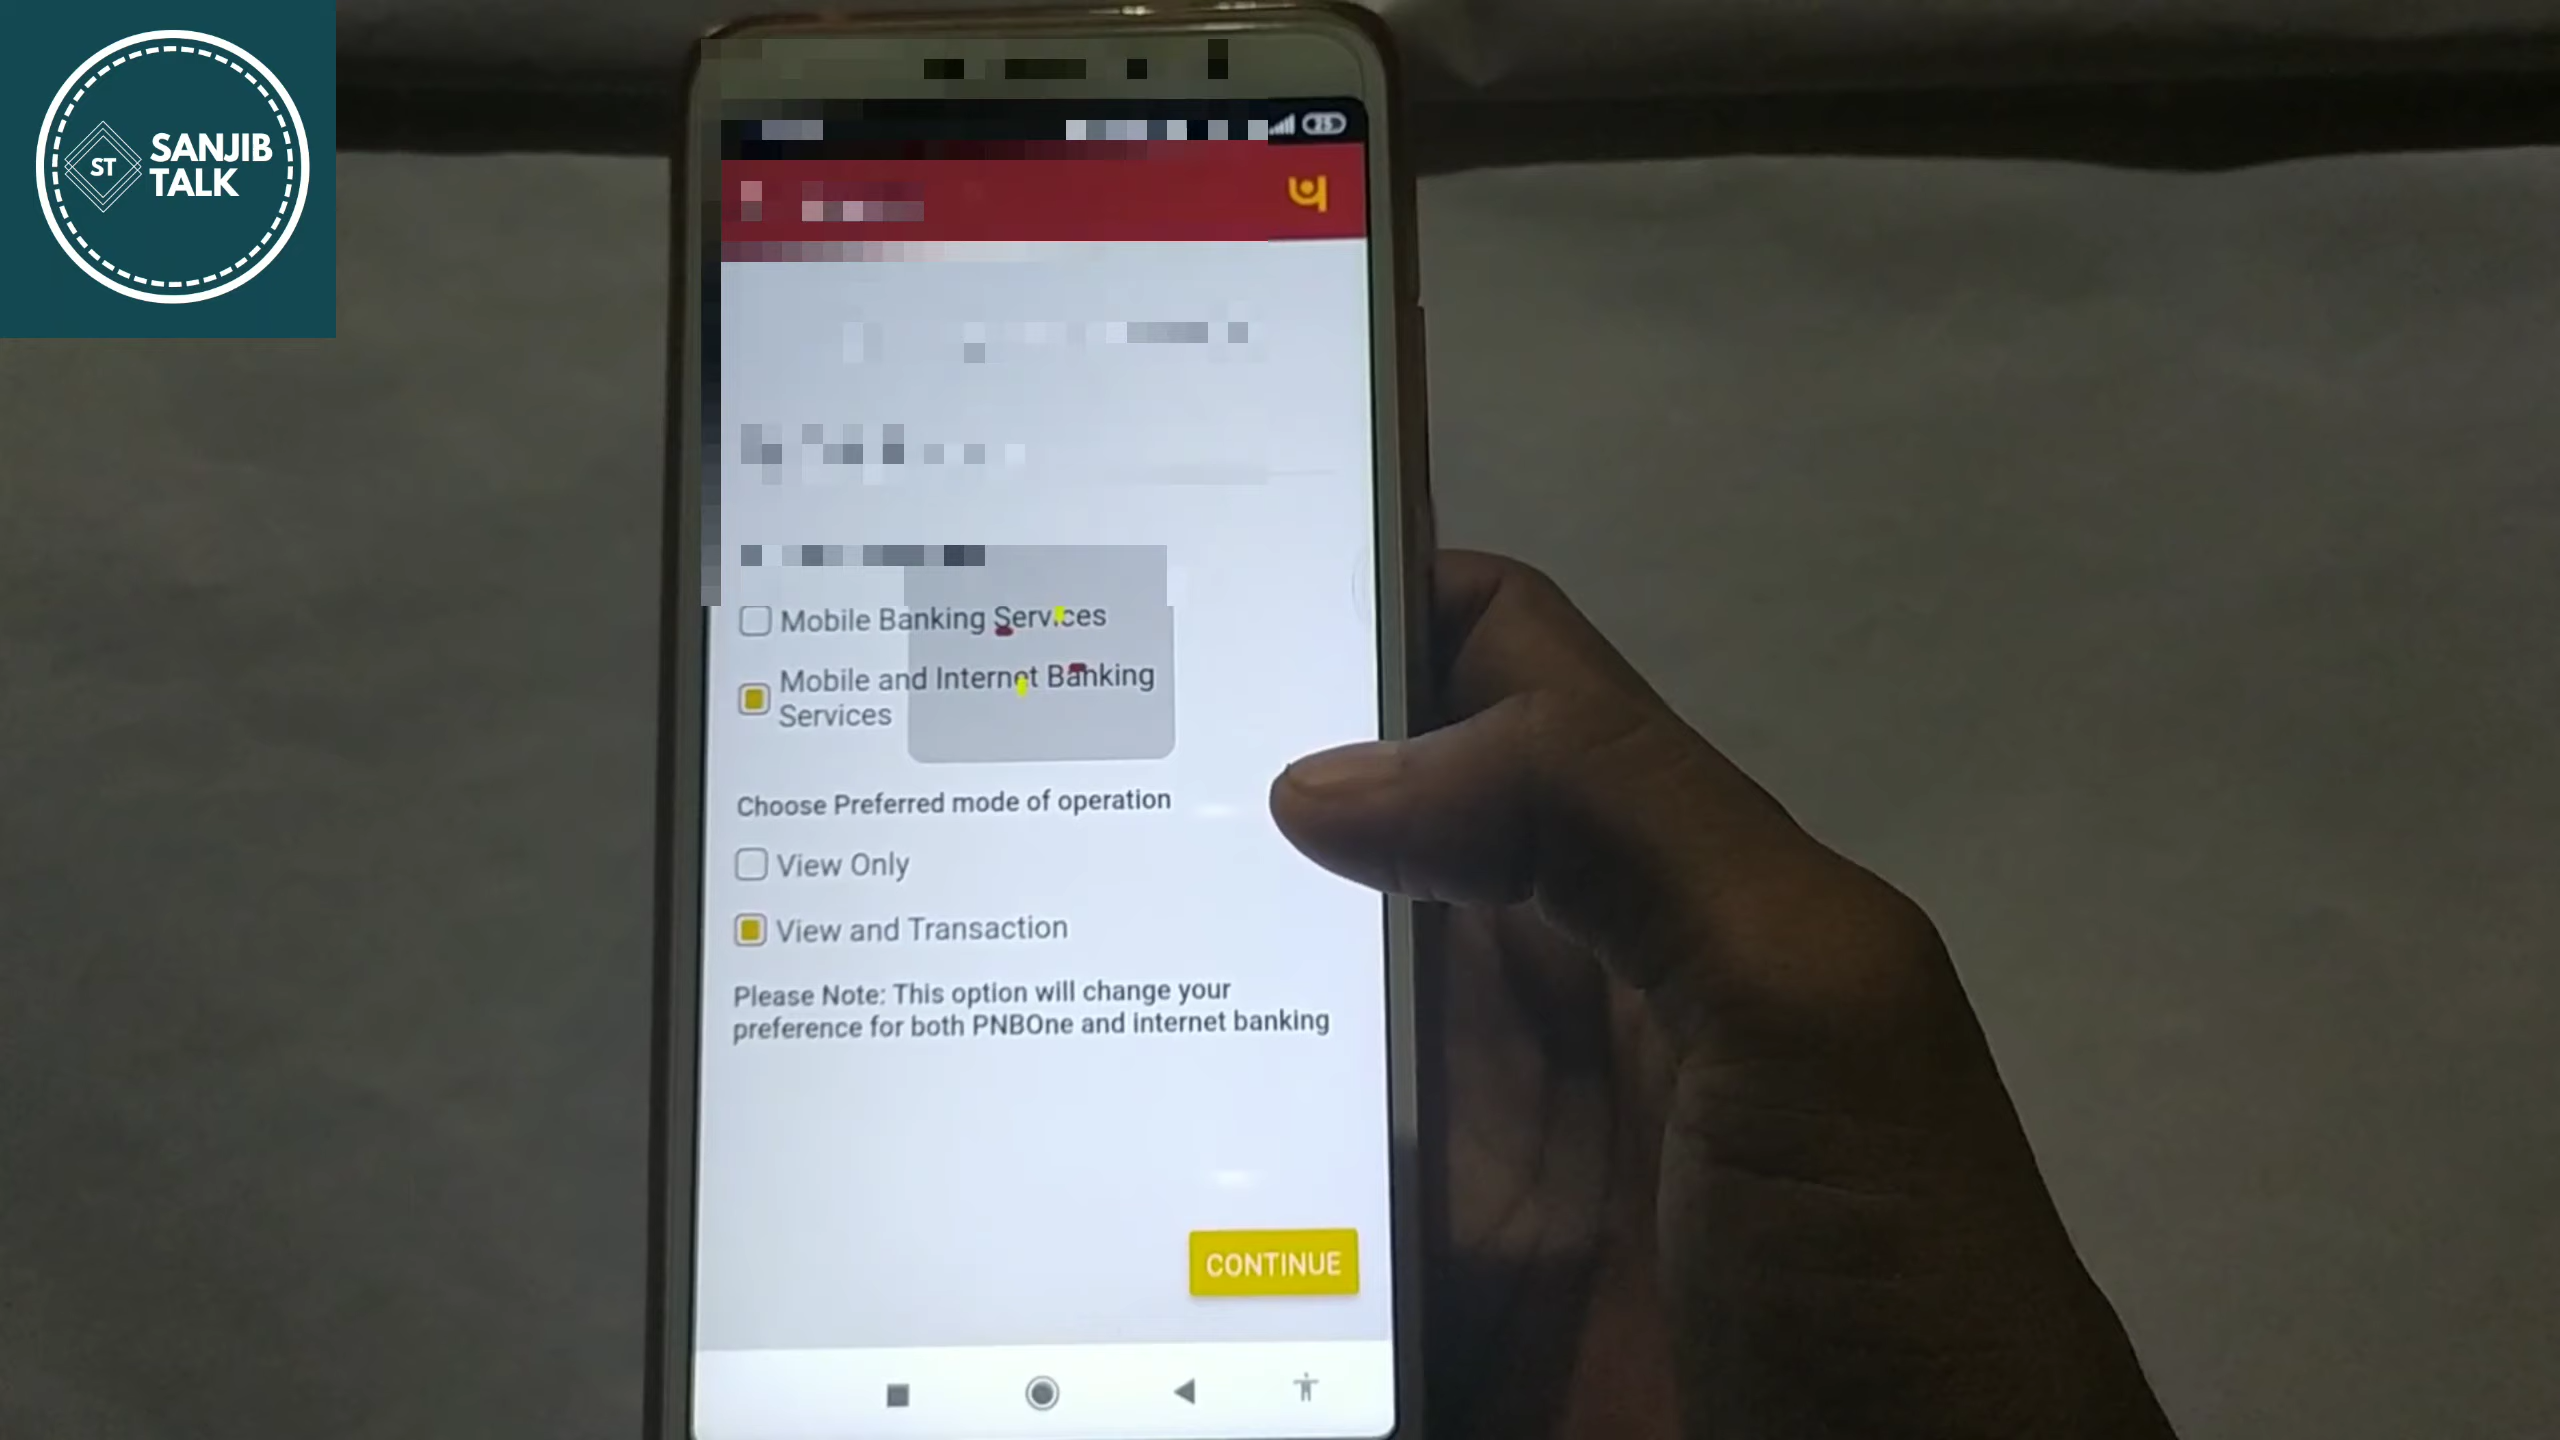 ST
SANJIB
TALK
25
Mobile Banking Services
Mobile and Internet Banking
Services
Choose Preferred mode of operation
View Only
View and Transaction
Please Note: This option will change your
preference for both PNBOne and internet banking
CONTINUE